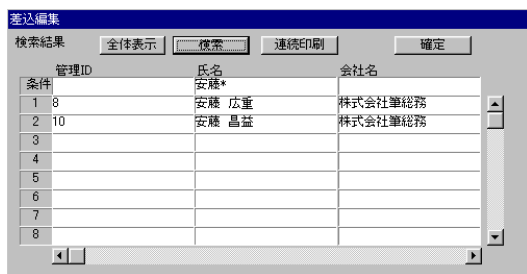 差込編集
検索結果 全体表示 検索 連続印刷 確定
管理ID 氏名 会社名
条件 安藤*
1 8 安藤 広重 株式会社筆総務
2 10 安藤 昌益 株式会社筆総務
3
4
5
6
7
8